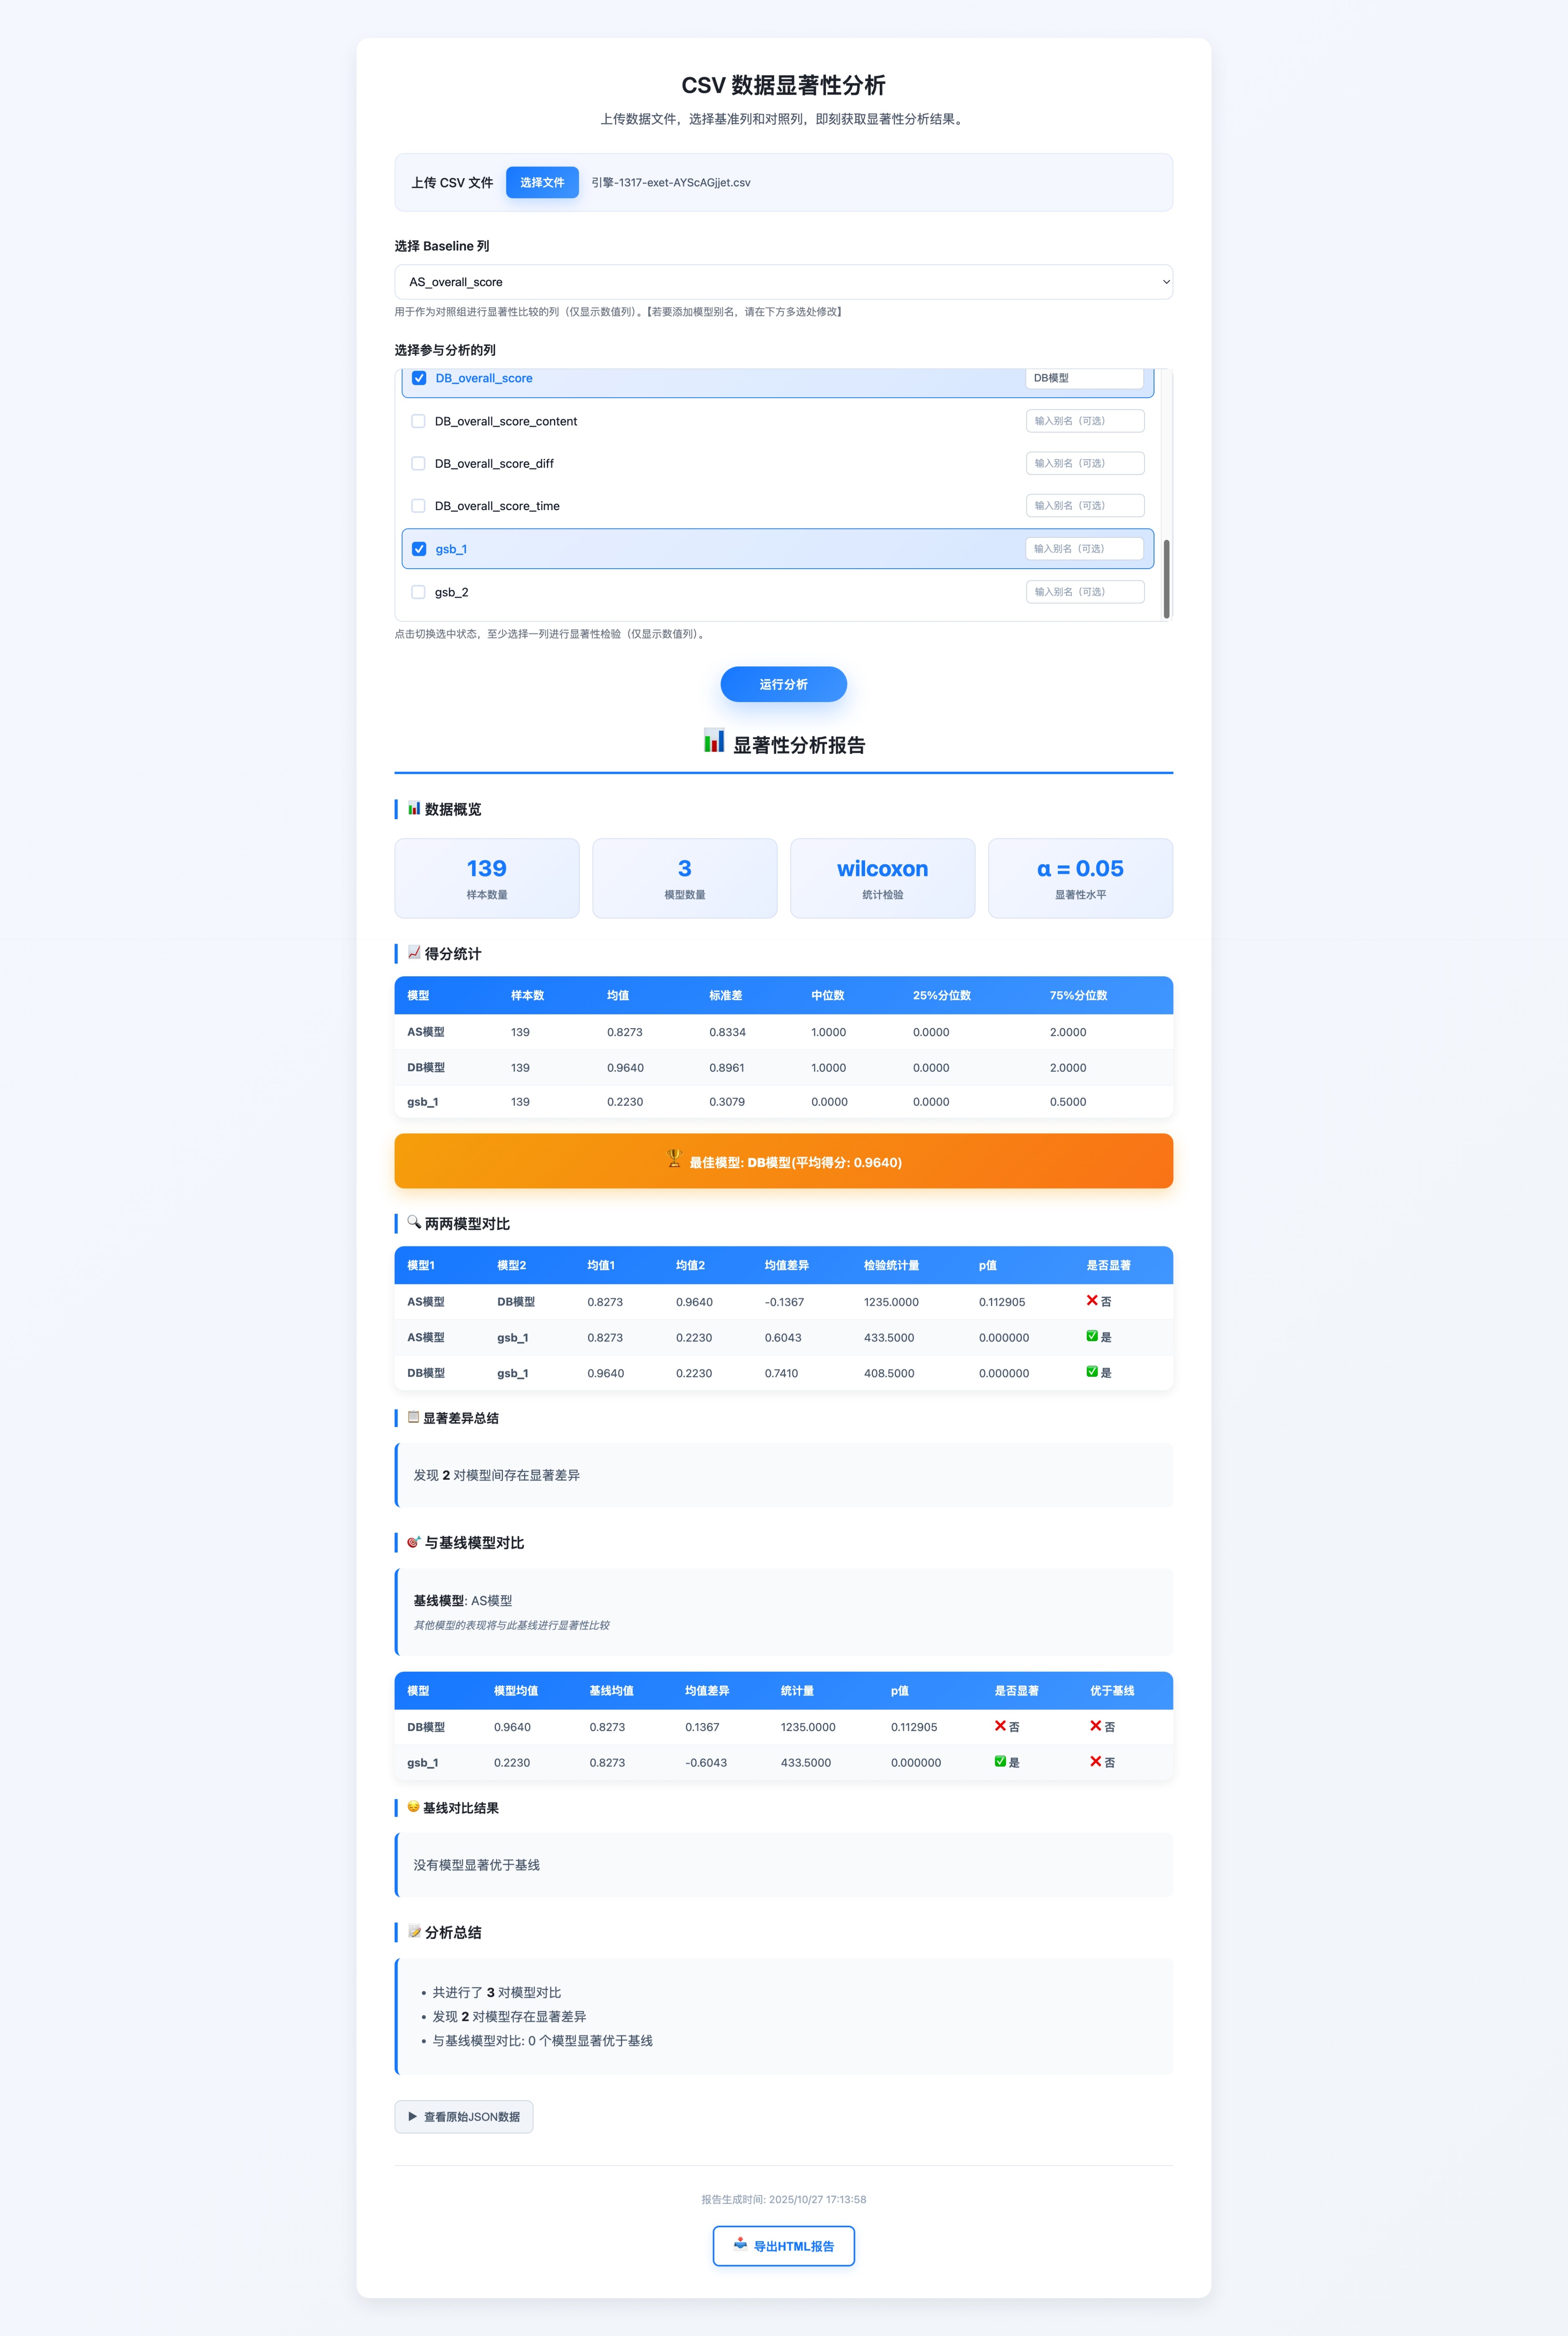 CSV 数据显著性分析
上传数据文件，选择基准列和对照列，即刻获取显著性分析结果。
上传 CSV 文件 选择文件 引擎-1317-exet-AYScAGjjet.csv
选择 Baseline 列
AS_overall_score
用于作为对照组进行显著性比较的列（仅显示数值列）。【若要添加模型别名，请在下方多选处修改】
选择参与分析的列
DB_overall_score DB模型
DB_overall_score_content 输入别名（可选）
DB_overall_score_diff 输入别名（可选）
DB_overall_score_time 输入别名（可选）
gsb_1 输入别名（可选）
gsb_2 输入别名（可选）
点击切换选中状态，至少选择一列进行显著性检验（仅显示数值列）。
运行分析
📊 显著性分析报告
📊 数据概览
139 3 wilcoxon α = 0.05
样本数量 模型数量 统计检验 显著性水平
📈 得分统计
模型 样本数 均值 标准差 中位数 25%分位数 75%分位数
AS模型 139 0.8273 0.8334 1.0000 0.0000 2.0000
DB模型 139 0.9640 0.8961 1.0000 0.0000 2.0000
gsb_1 139 0.2230 0.3079 0.0000 0.0000 0.5000
🏆 最佳模型: DB模型(平均得分: 0.9640)
🔍 两两模型对比
模型1 模型2 均值1 均值2 均值差异 检验统计量 p值 是否显著
AS模型 DB模型 0.8273 0.9640 -0.1367 1235.0000 0.112905 ❌ 否
AS模型 gsb_1 0.8273 0.2230 0.6043 433.5000 0.000000 ✅ 是
DB模型 gsb_1 0.9640 0.2230 0.7410 408.5000 0.000000 ✅ 是
📋 显著差异总结
发现 2 对模型间存在显著差异
🎯 与基线模型对比
基线模型: AS模型
其他模型的表现将与此基线进行显著性比较
模型 模型均值 基线均值 均值差异 统计量 p值 是否显著 优于基线
DB模型 0.9640 0.8273 0.1367 1235.0000 0.112905 ❌ 否 ❌ 否
gsb_1 0.2230 0.8273 -0.6043 433.5000 0.000000 ✅ 是 ❌ 否
😔 基线对比结果
没有模型显著优于基线
📝 分析总结
• 共进行了 3 对模型对比
• 发现 2 对模型存在显著差异
• 与基线模型对比: 0 个模型显著优于基线
▶ 查看原始JSON数据
报告生成时间: 2025/10/27 17:13:58
📥 导出HTML报告